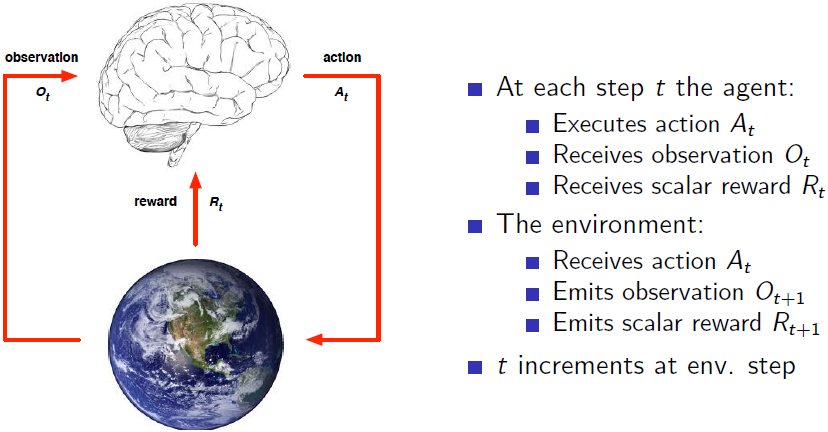 observation
O_t
action
A_t
reward
R_t
At each step t the agent:
Executes action A_t
Receives observation O_t
Receives scalar reward R_t
The environment:
Receives action A_t
Emits observation O_{t+1}
Emits scalar reward R_{t+1}
t increments at env. step